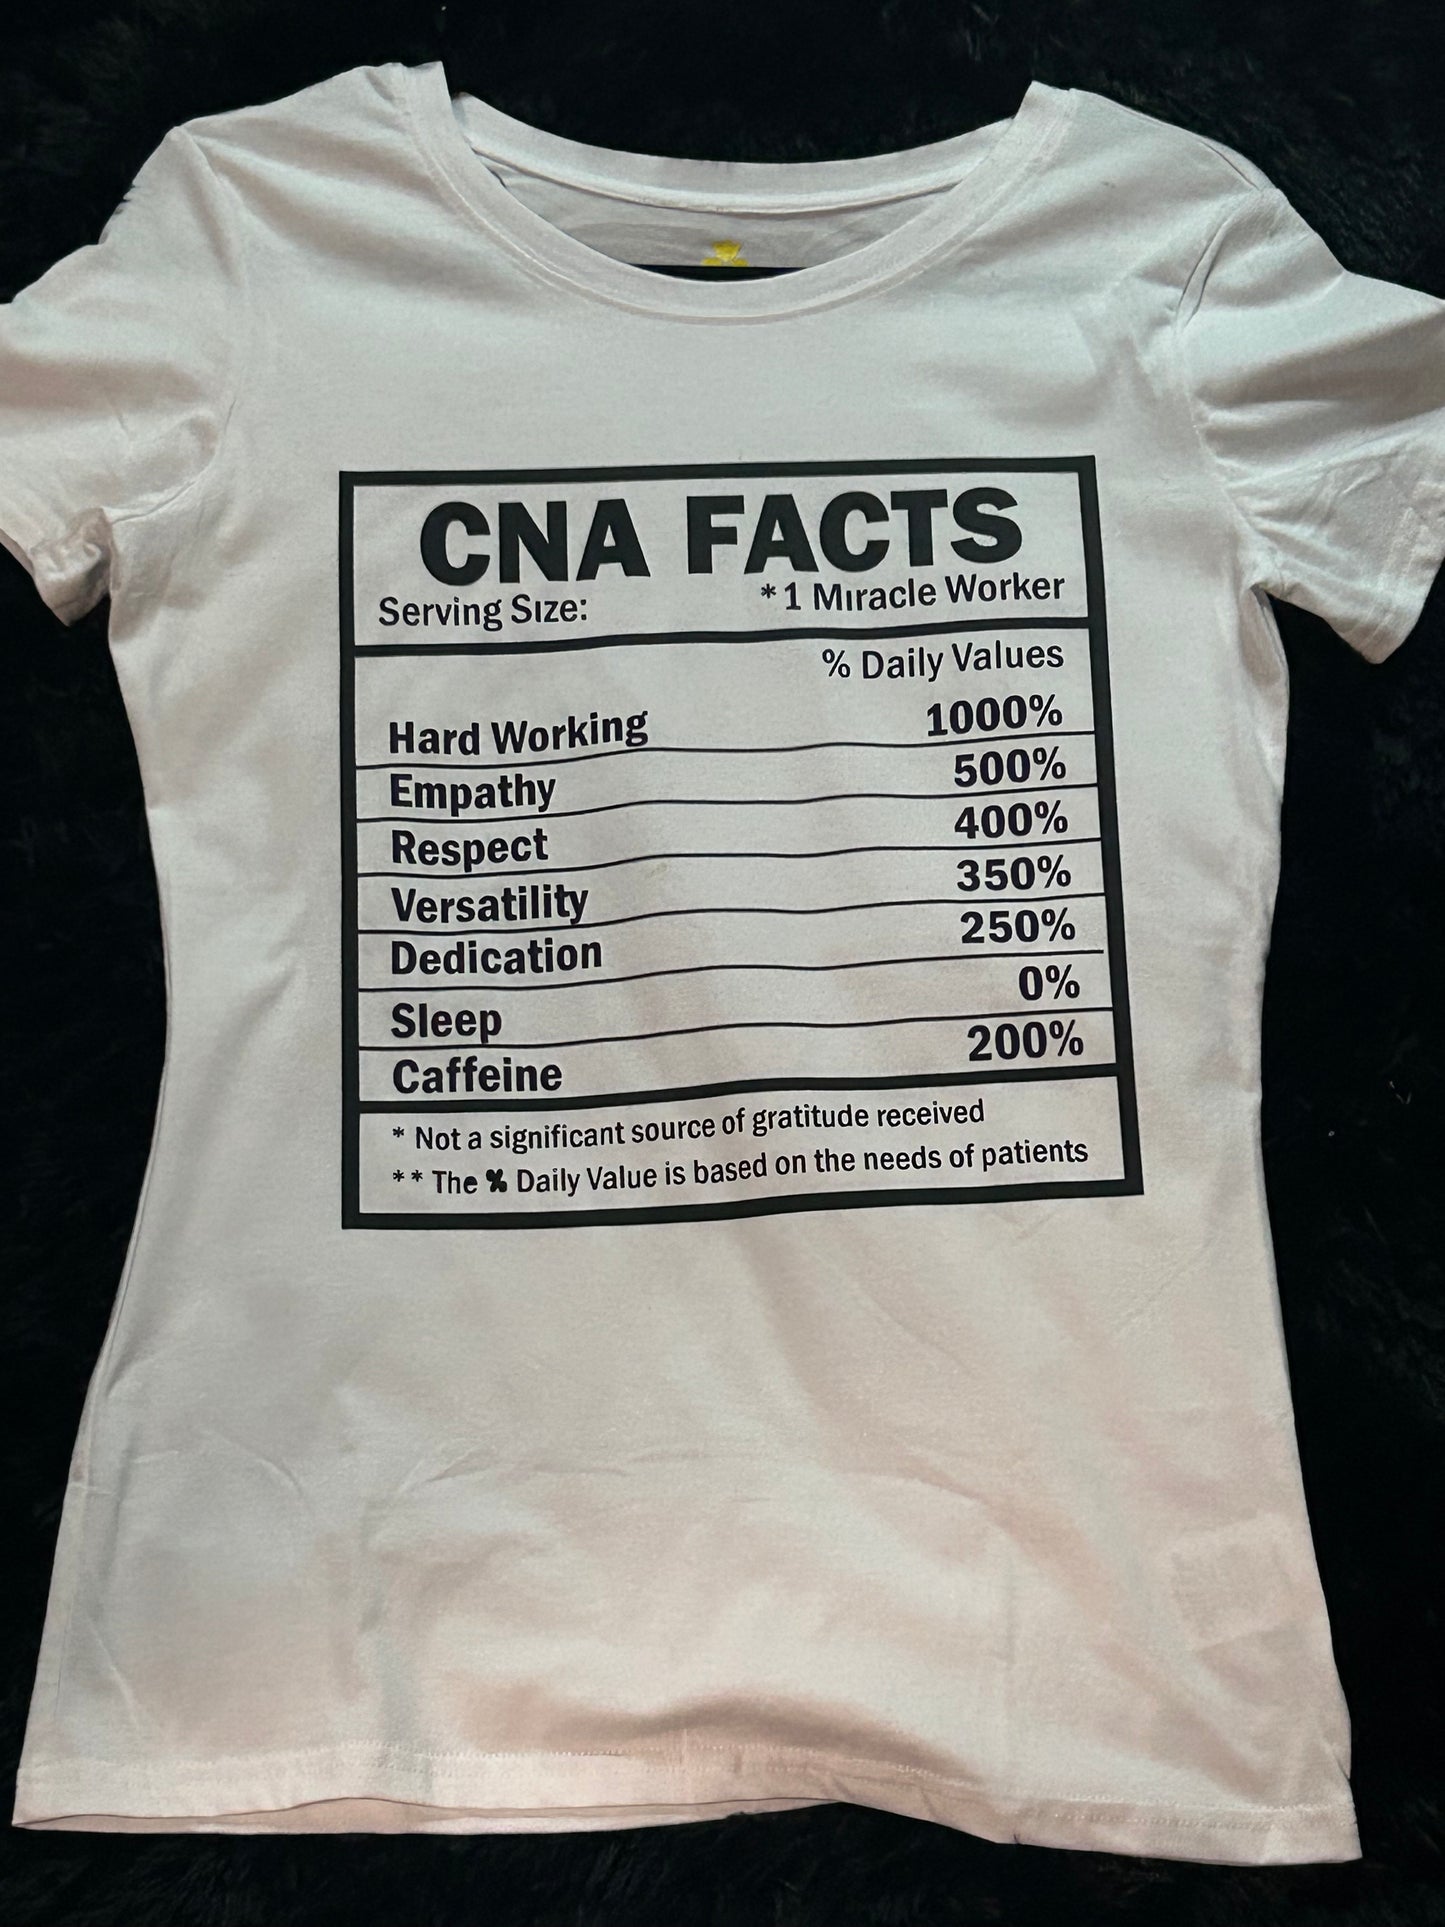 CNA FACTS
Serving Size: *1 Miracle Worker
% Daily Values
Hard Working 1000%
Empathy 500%
Respect 400%
Versatility 350%
Dedication 250%
Sleep 0%
Caffeine 200%
* Not a significant source of gratitude received
** The % Daily Value is based on the needs of patients